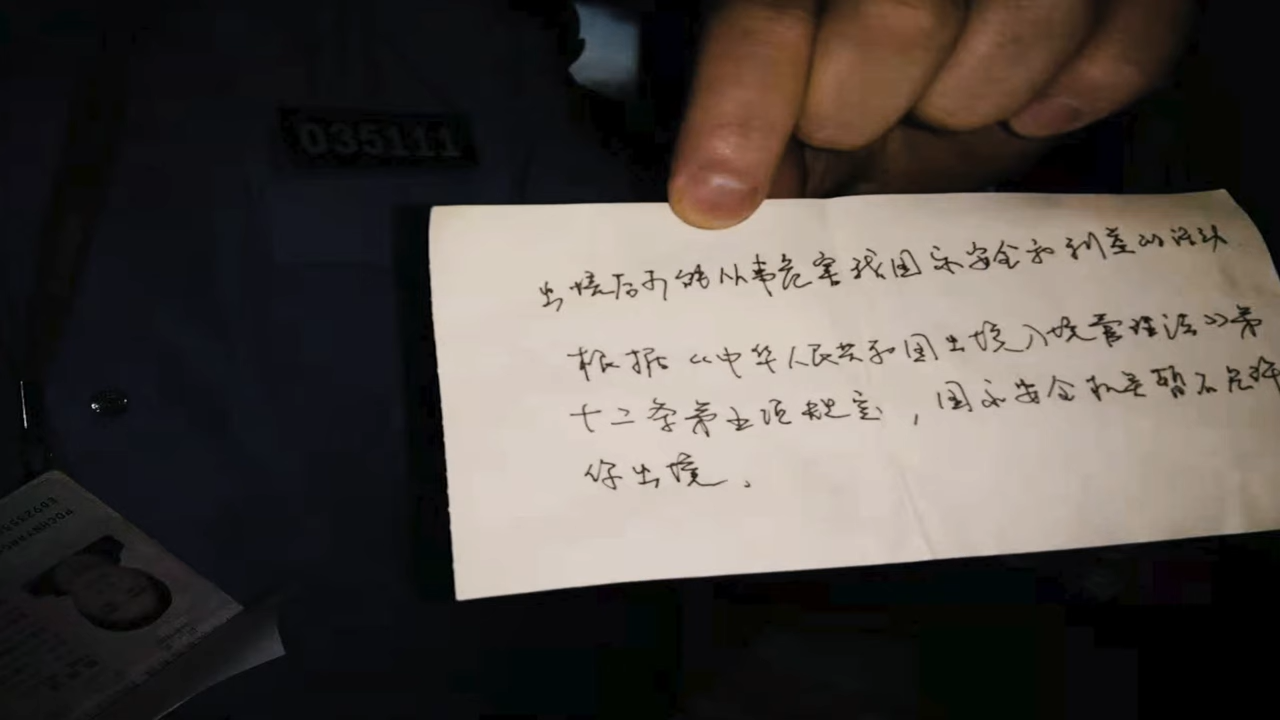 035111
出境后可能从事危害我国家安全和利益的活动
根据《中华人民共和国出境入境管理法》第
十二条第五项规定，国家安全机关暂不允许
你出境。